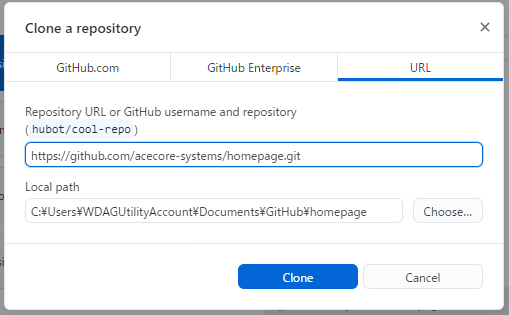 Clone a repository
GitHub.com
GitHub Enterprise
URL
Repository URL or GitHub username and repository
(hubot/cool-repo)
https://github.com/acecore-systems/homepage.git
Local path
C:¥Users¥WDAGUtilityAccount¥Documents¥GitHub¥homepage
Choose...
Clone
Cancel